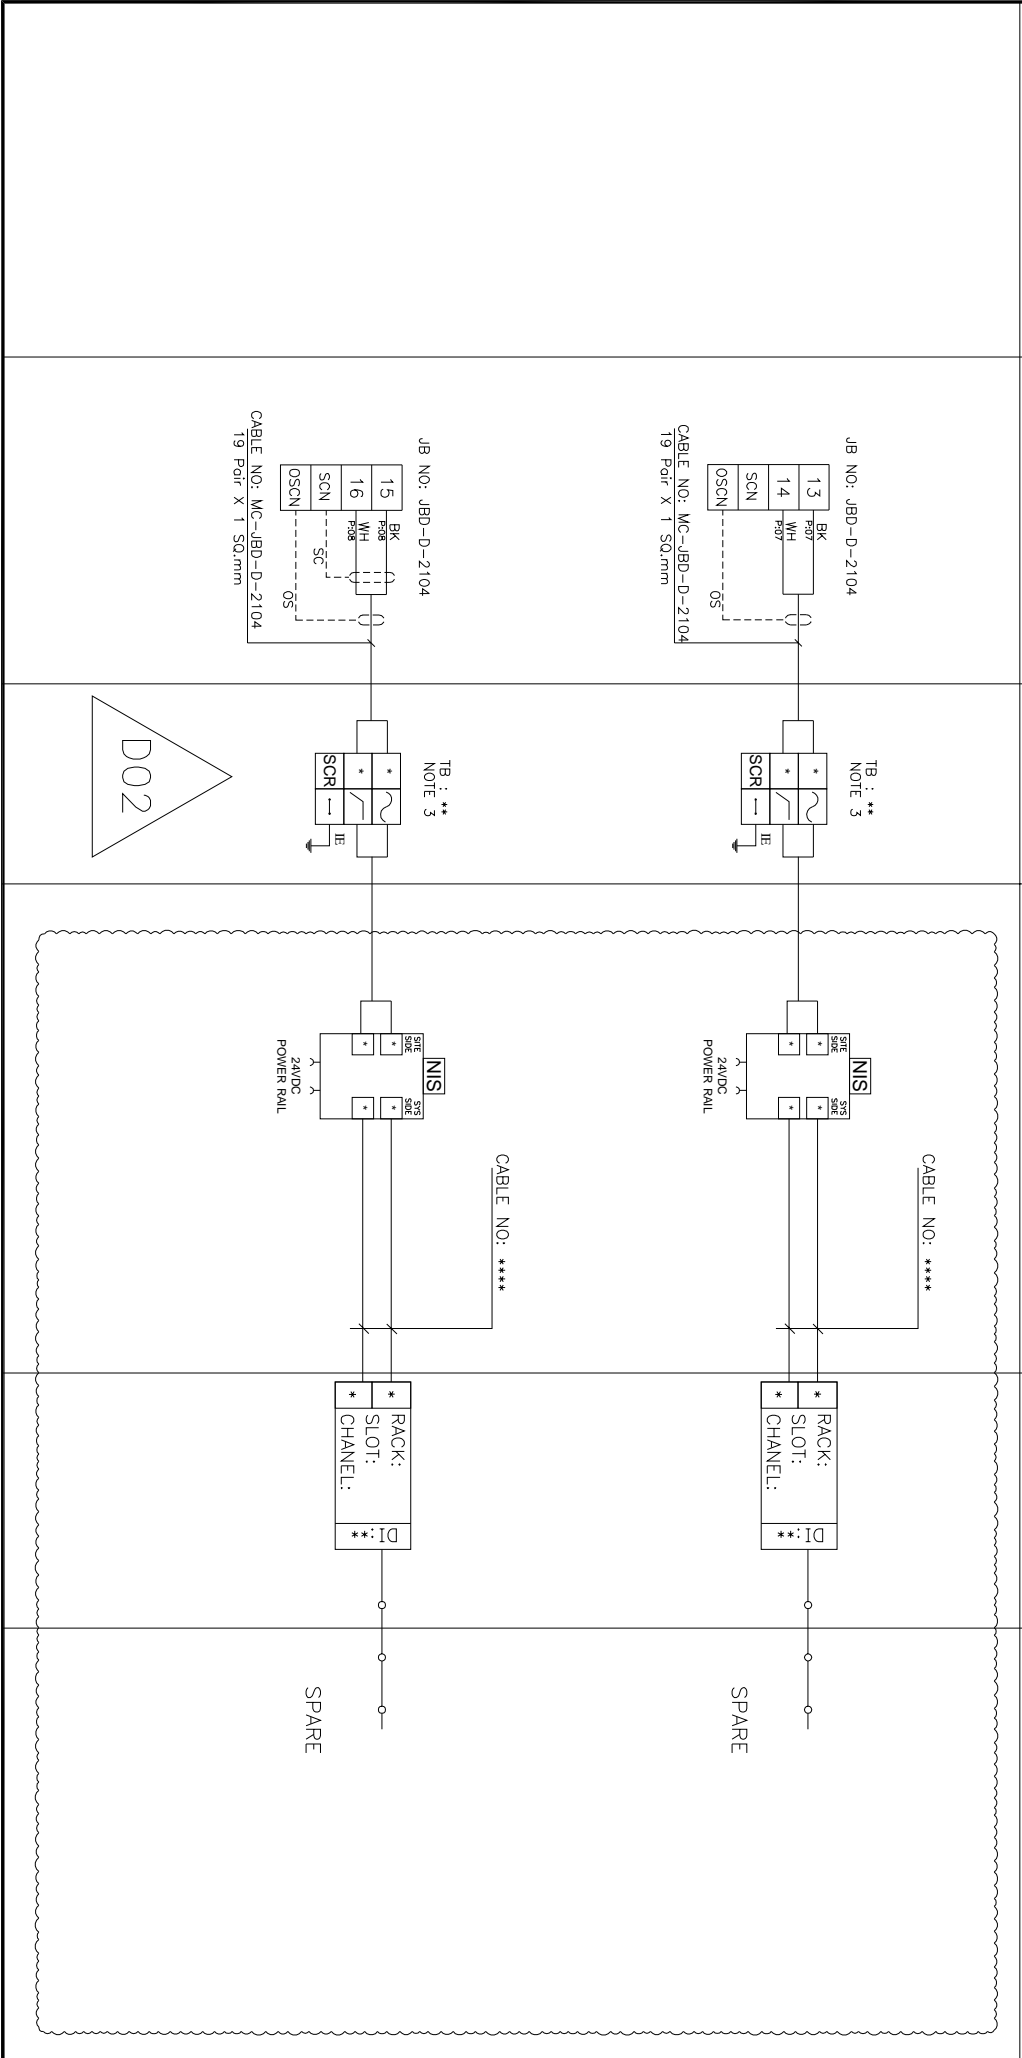 JB NO: JBD-D-2104
13
14
SCN
OSCN
BK
P:07
WH
P:07
OS
CABLE NO: MC-JBD-D-2104
19 Pair X 1 SQ.mm
TB : **
NOTE 3
*
*
SCR
IE
NIS
SITE SIDE
SYS SIDE
*
*
*
*
24VDC
POWER RAIL
CABLE NO: ****
*
*
RACK:
SLOT:
CHANEL:
DI:**
SPARE
JB NO: JBD-D-2104
15
16
SCN
OSCN
BK
P:08
WH
P:08
SC
OS
CABLE NO: MC-JBD-D-2104
19 Pair X 1 SQ.mm
TB : **
NOTE 3
*
*
SCR
IE
NIS
SITE SIDE
SYS SIDE
*
*
*
*
24VDC
POWER RAIL
CABLE NO: ****
*
*
RACK:
SLOT:
CHANEL:
DI:**
SPARE
D02